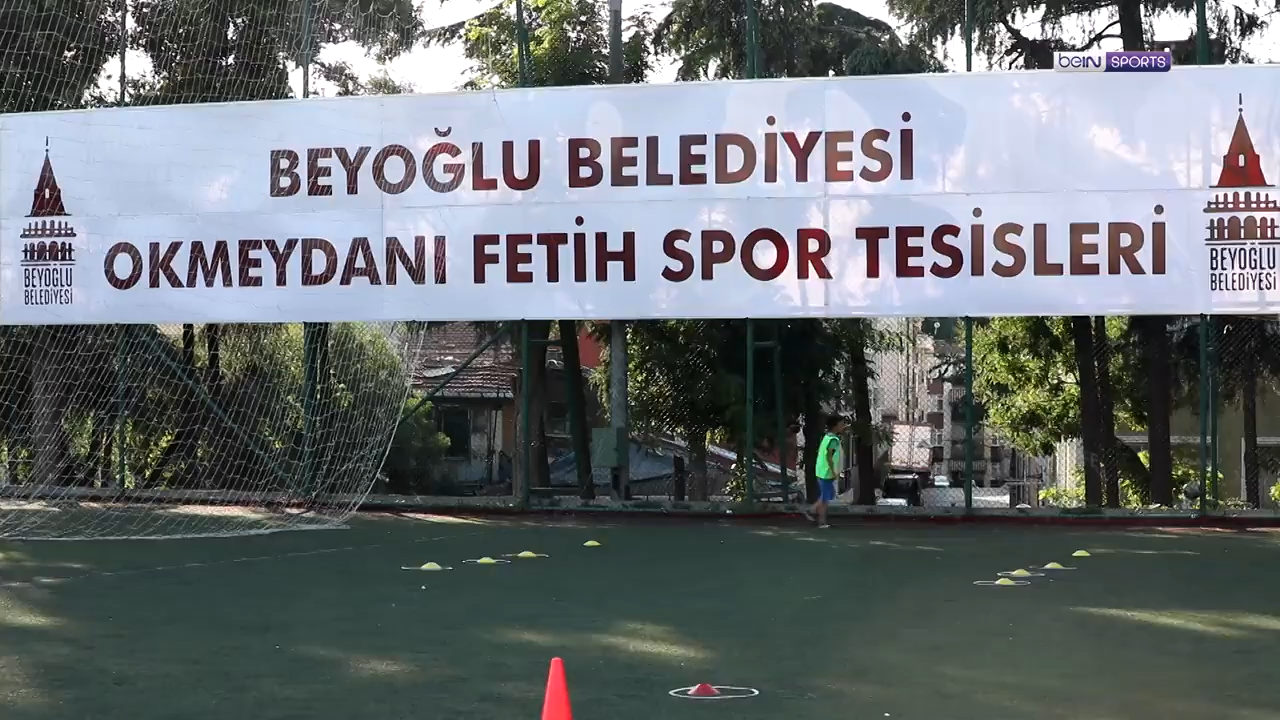 beIN SPORTS
BEYOĞLU BELEDİYESİ
OKMEYDANI FETİH SPOR TESİSLERİ
BEYOĞLU
BELEDİYESİ
BEYOĞLU
BELEDİYESİ